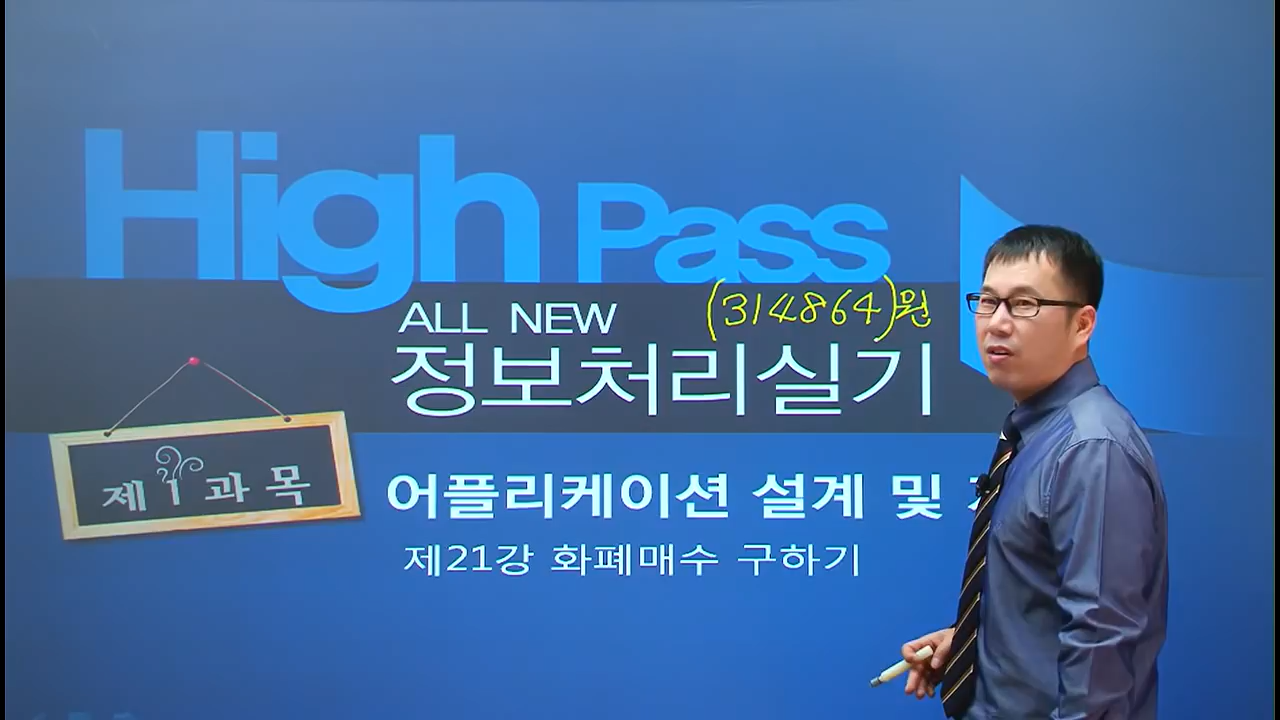 High Pass
ALL NEW (314864)원
정보처리실기
제1과목
어플리케이션 설계 및
제21강 화폐매수 구하기